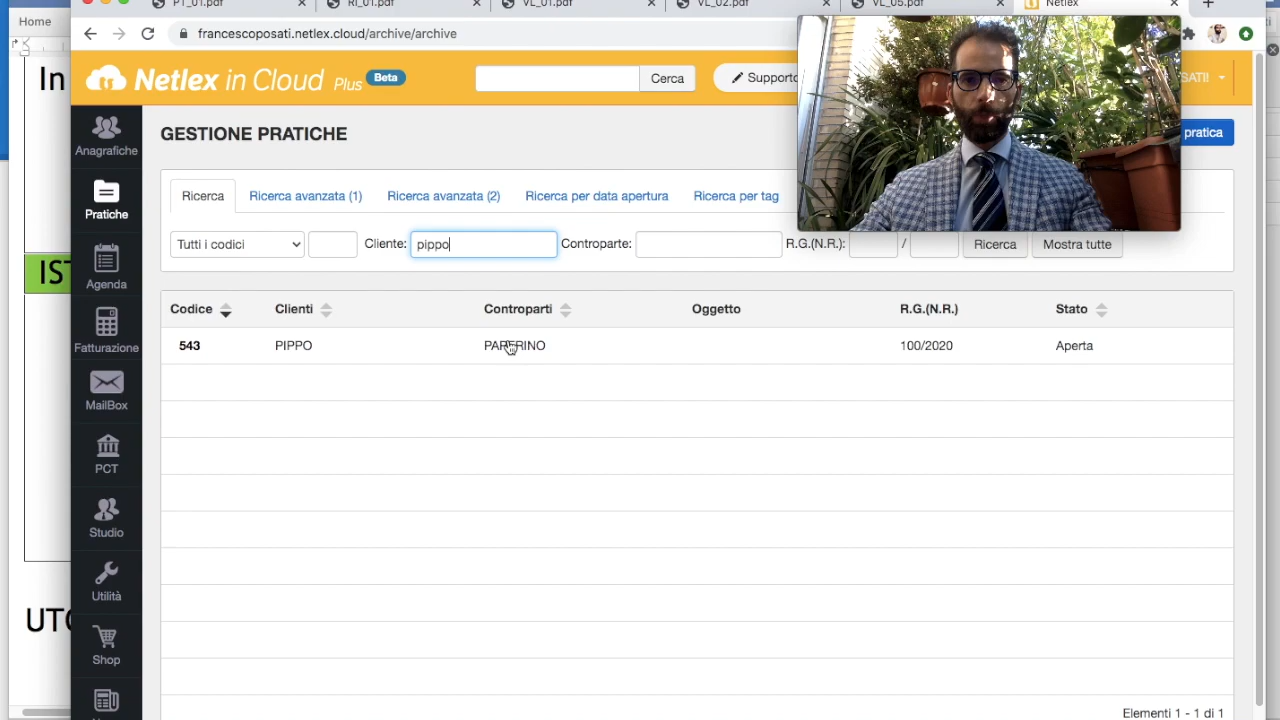 PT_01.pdf
RI_01.pdf
VL_01.pdf
VL_02.pdf
VL_05.pdf
Netlex
Home
francescoposati.netlex.cloud/archive/archive
In
Netlex in Cloud Plus Beta
Cerca
Supporto
SATI!
Anagrafiche
Pratiche
Agenda
Fatturazione
MailBox
PCT
Studio
Utilità
Shop
GESTIONE PRATICHE
pratica
Ricerca
Ricerca avanzata (1)
Ricerca avanzata (2)
Ricerca per data apertura
Ricerca per tag
Tutti i codici
Cliente: pippo
Controparte:
R.G.(N.R.): /
Ricerca
Mostra tutte
Codice Clienti Controparti Oggetto R.G.(N.R.) Stato
543 PIPPO PAPERINO 100/2020 Aperta
Elementi 1 - 1 di 1
IST